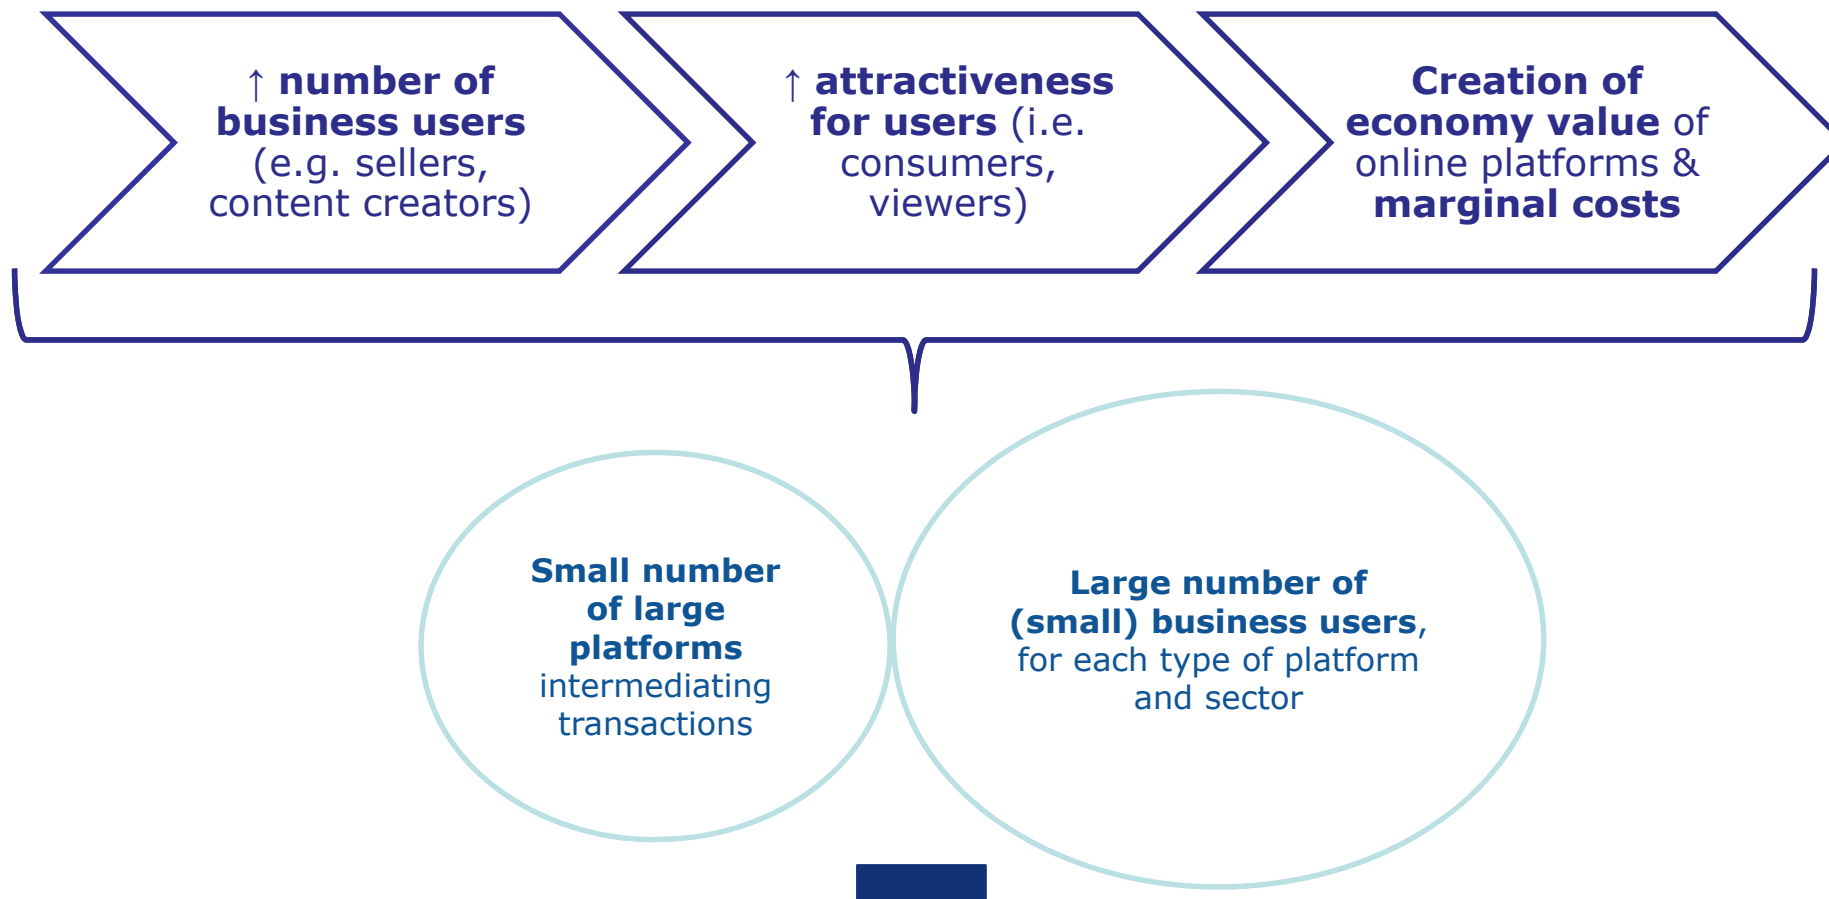 ↑ number of
business users
(e.g. sellers,
content creators)
↑ attractiveness
for users (i.e.
consumers,
viewers)
Creation of
economy value of
online platforms &
marginal costs
Small number
of large
platforms
intermediating
transactions
Large number of
(small) business users,
for each type of platform
and sector